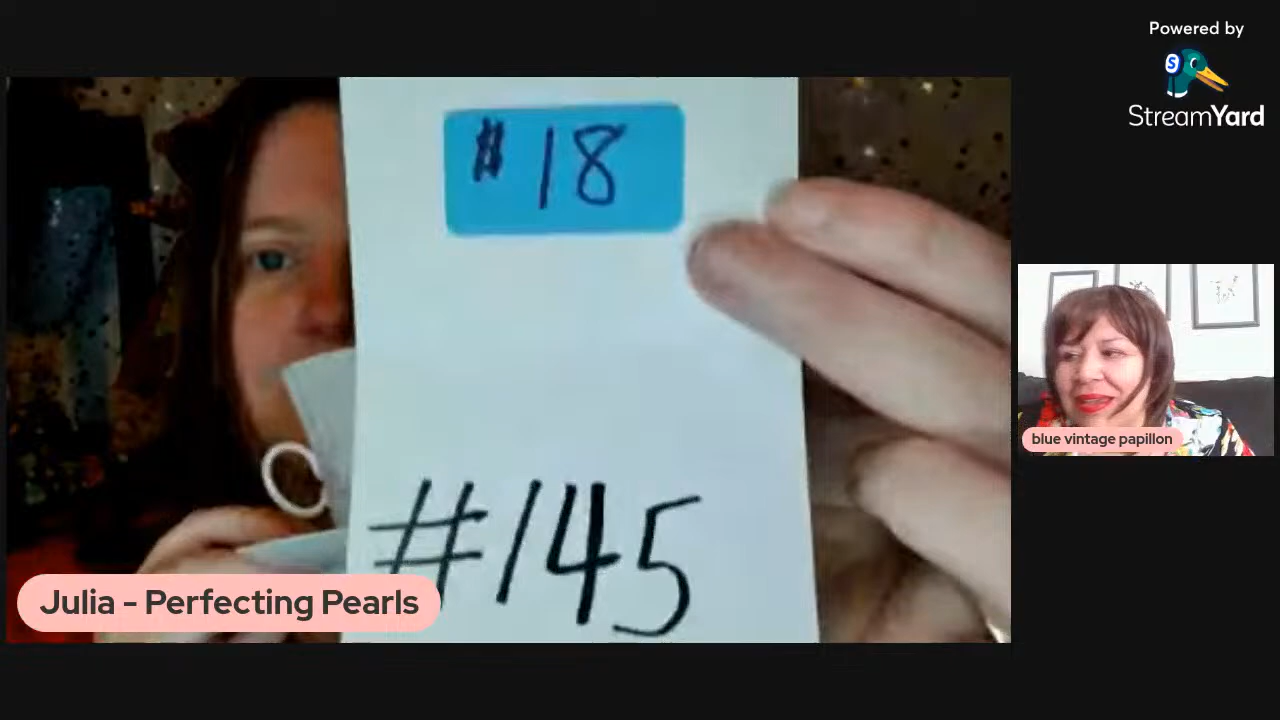 Powered by
S
StreamYard
#18
#145
Julia - Perfecting Pearls
blue vintage papillon